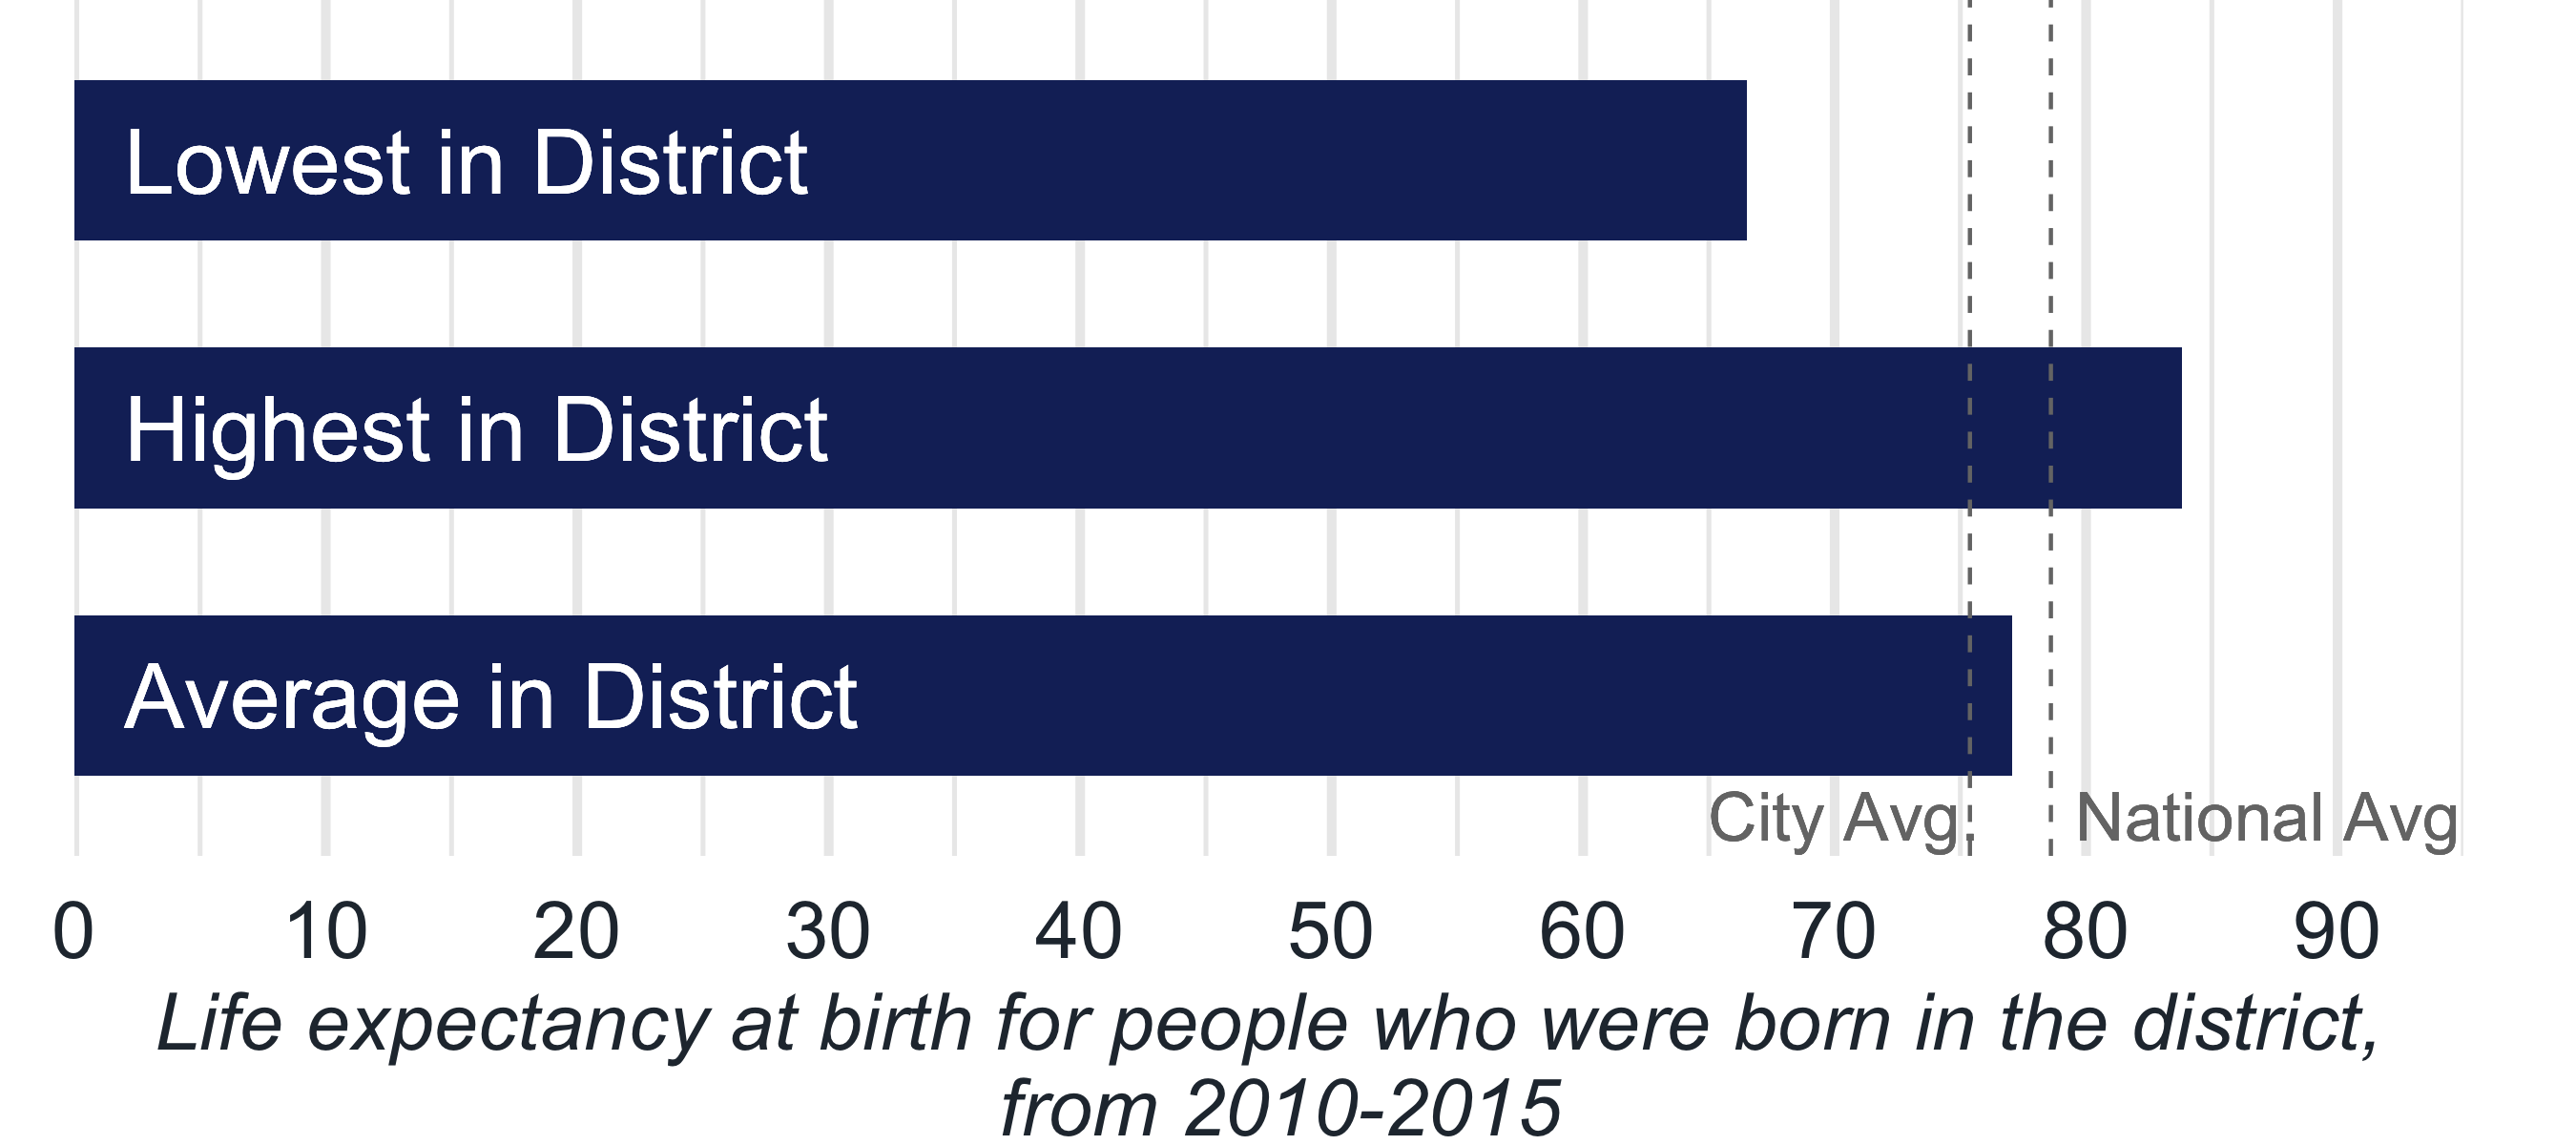 Lowest in District
Highest in District
Average in District
City Avg. National Avg
0 10 20 30 40 50 60 70 80 90
Life expectancy at birth for people who were born in the district,
from 2010-2015